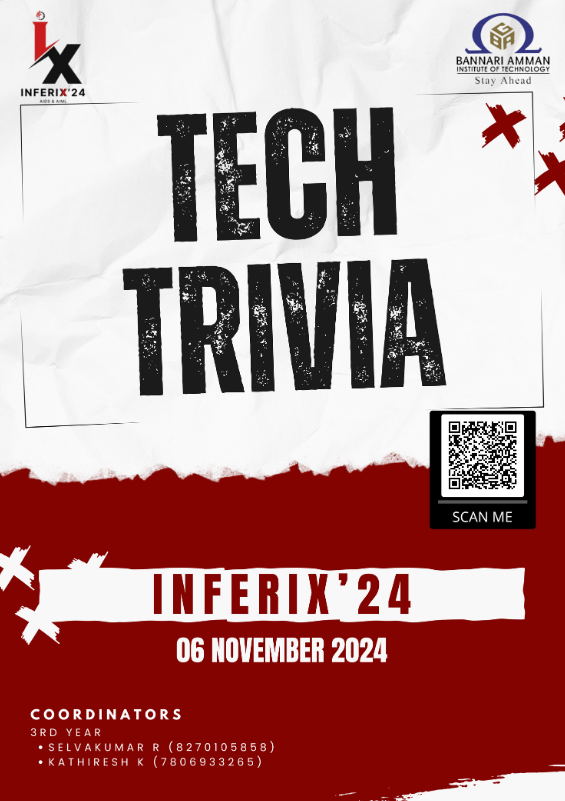 INFERIX'24
AIDS & AIML
BANNARI AMMAN
INSTITUTE OF TECHNOLOGY
Stay Ahead
TECH
TRIVIA
SCAN ME
INFERIX'24
06 NOVEMBER 2024
COORDINATORS
3RD YEAR
• SELVAKUMAR R (8270105858)
• KATHIRESH K (7806933265)